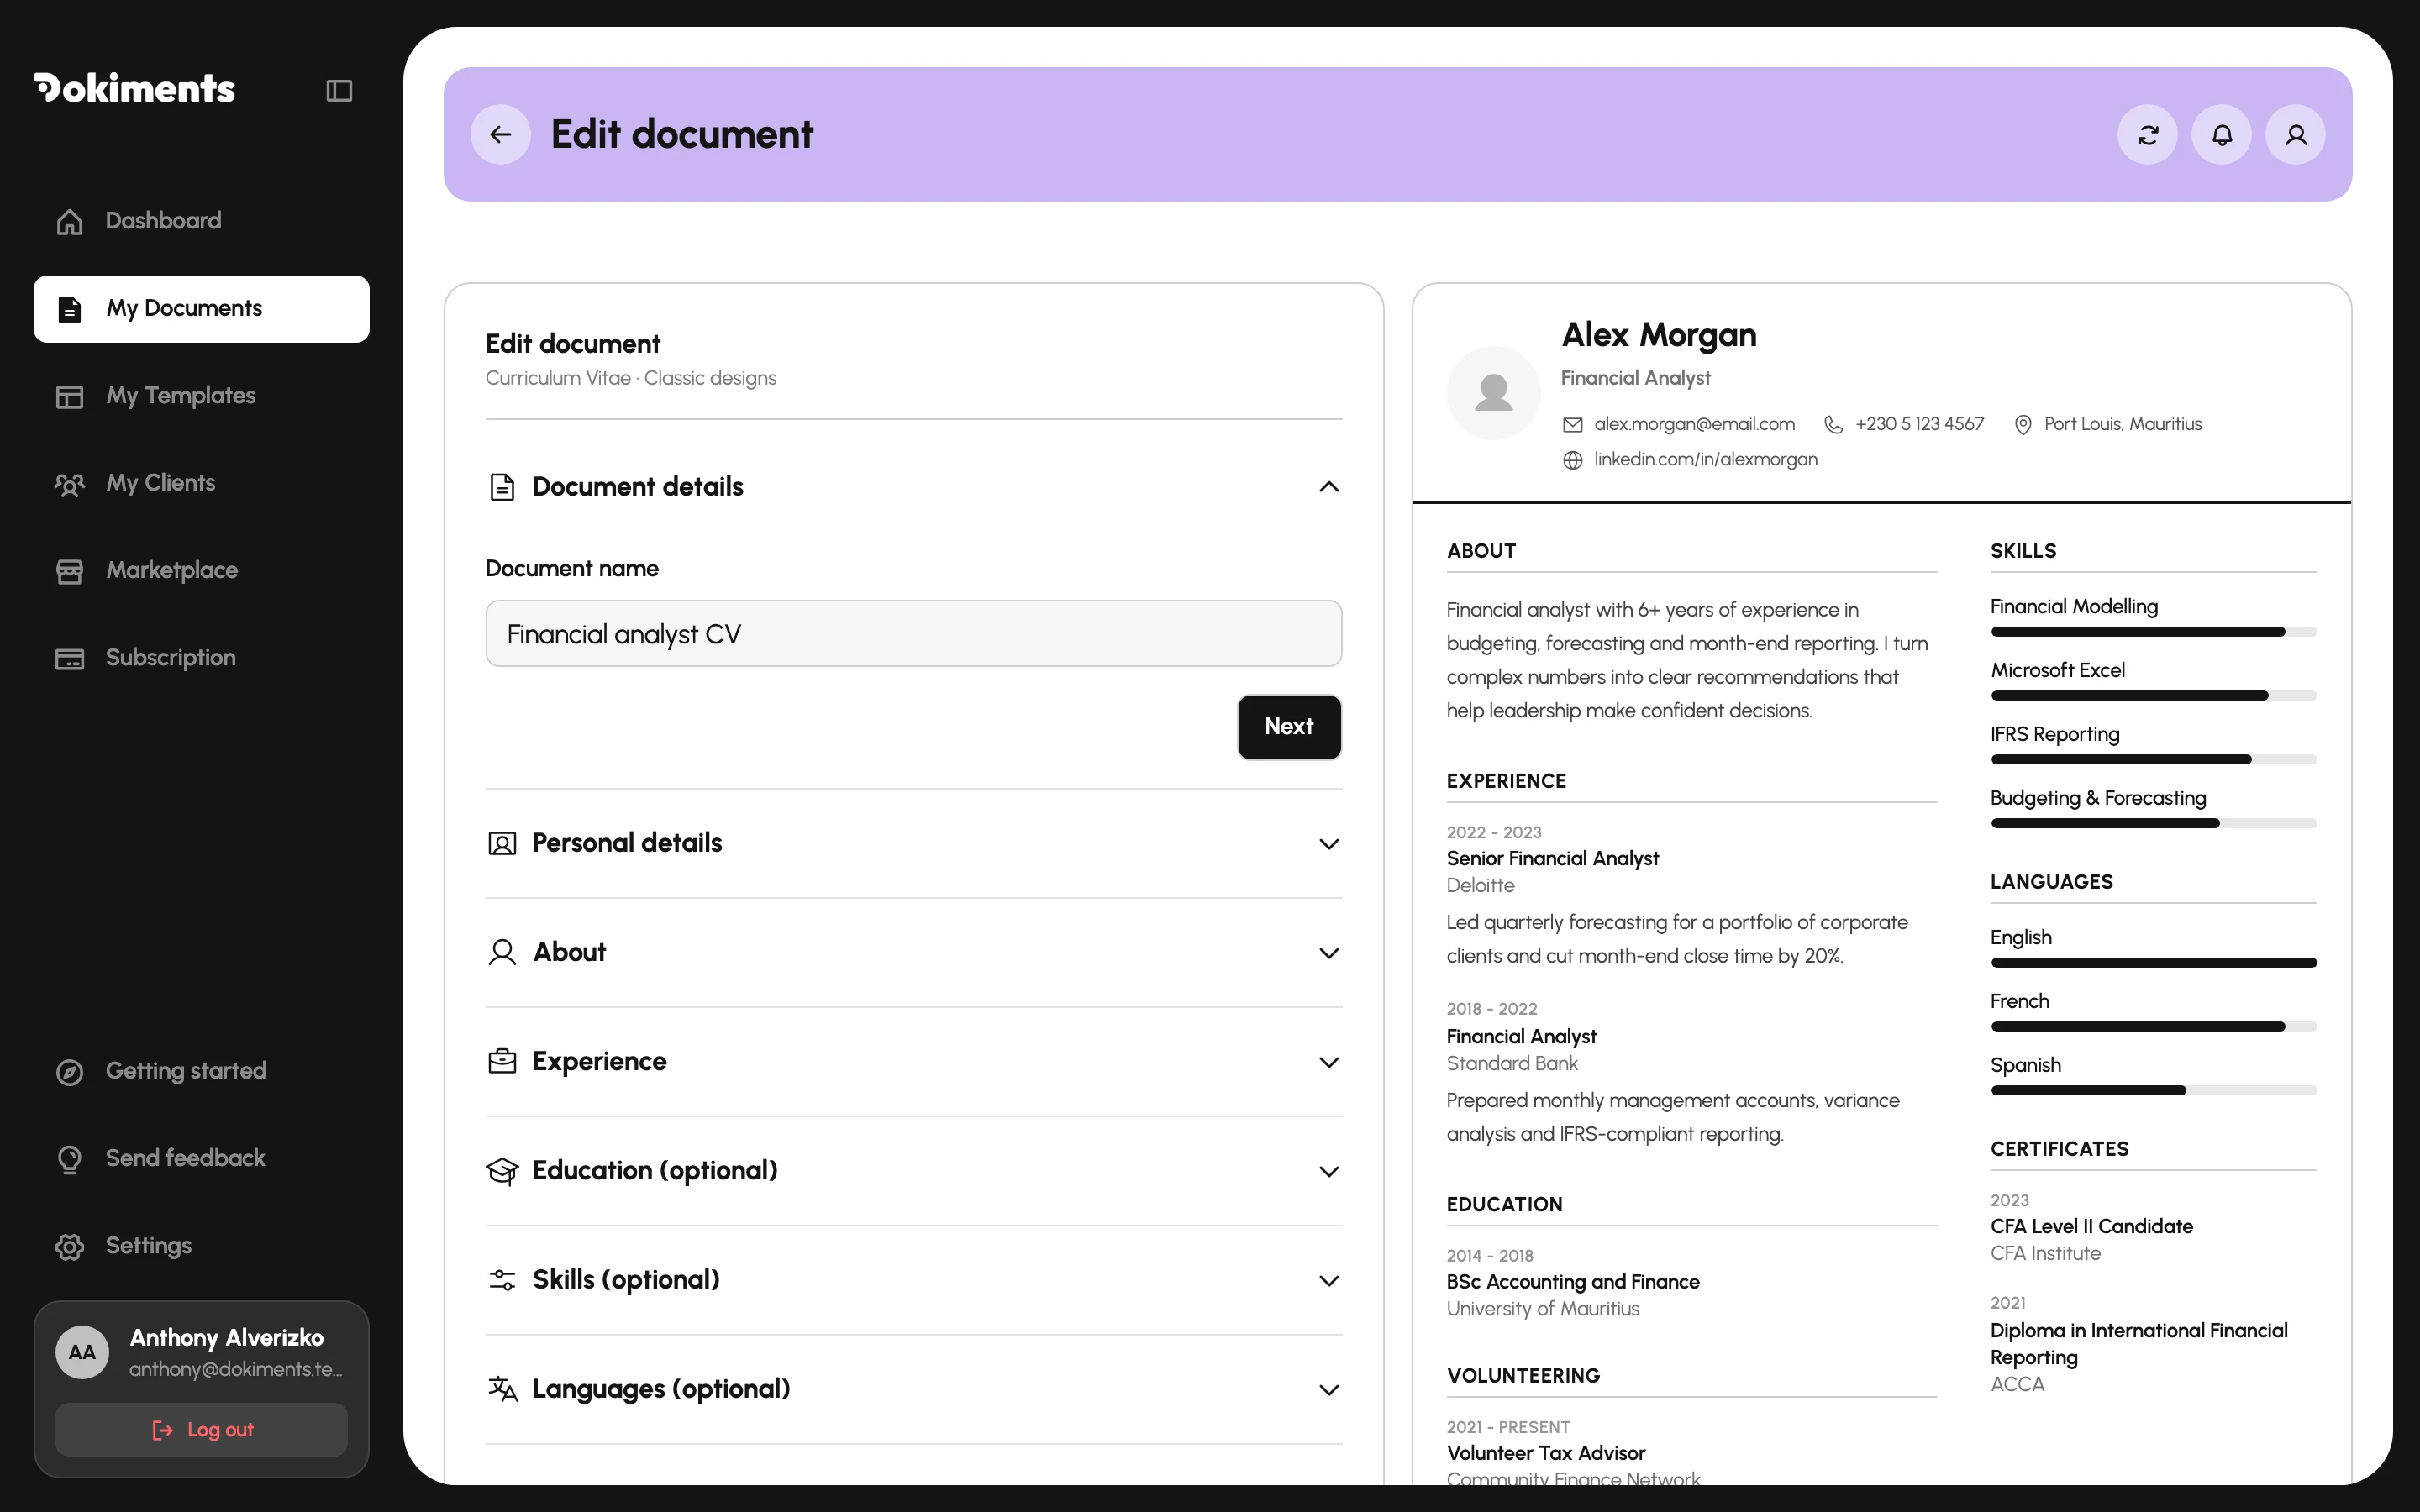 Dokiments
Dashboard
My Documents
My Templates
My Clients
Marketplace
Subscription
Getting started
Send feedback
Settings
AA
Anthony Alverizko
anthony@dokiments.te...
Log out
Edit document
Edit document
Curriculum Vitae · Classic designs
Document details
Document name
Financial analyst CV
Next
Personal details
About
Experience
Education (optional)
Skills (optional)
Languages (optional)
Alex Morgan
Financial Analyst
alex.morgan@email.com +230 5 123 4567 Port Louis, Mauritius
linkedin.com/in/alexmorgan
ABOUT
Financial analyst with 6+ years of experience in
budgeting, forecasting and month-end reporting. I turn
complex numbers into clear recommendations that
help leadership make confident decisions.
EXPERIENCE
2022 - 2023
Senior Financial Analyst
Deloitte
Led quarterly forecasting for a portfolio of corporate
clients and cut month-end close time by 20%.
2018 - 2022
Financial Analyst
Standard Bank
Prepared monthly management accounts, variance
analysis and IFRS-compliant reporting.
EDUCATION
2014 - 2018
BSc Accounting and Finance
University of Mauritius
VOLUNTEERING
2021 - PRESENT
Volunteer Tax Advisor
Community Finance Network
SKILLS
Financial Modelling
Microsoft Excel
IFRS Reporting
Budgeting & Forecasting
LANGUAGES
English
French
Spanish
CERTIFICATES
2023
CFA Level II Candidate
CFA Institute
2021
Diploma in International Financial
Reporting
ACCA